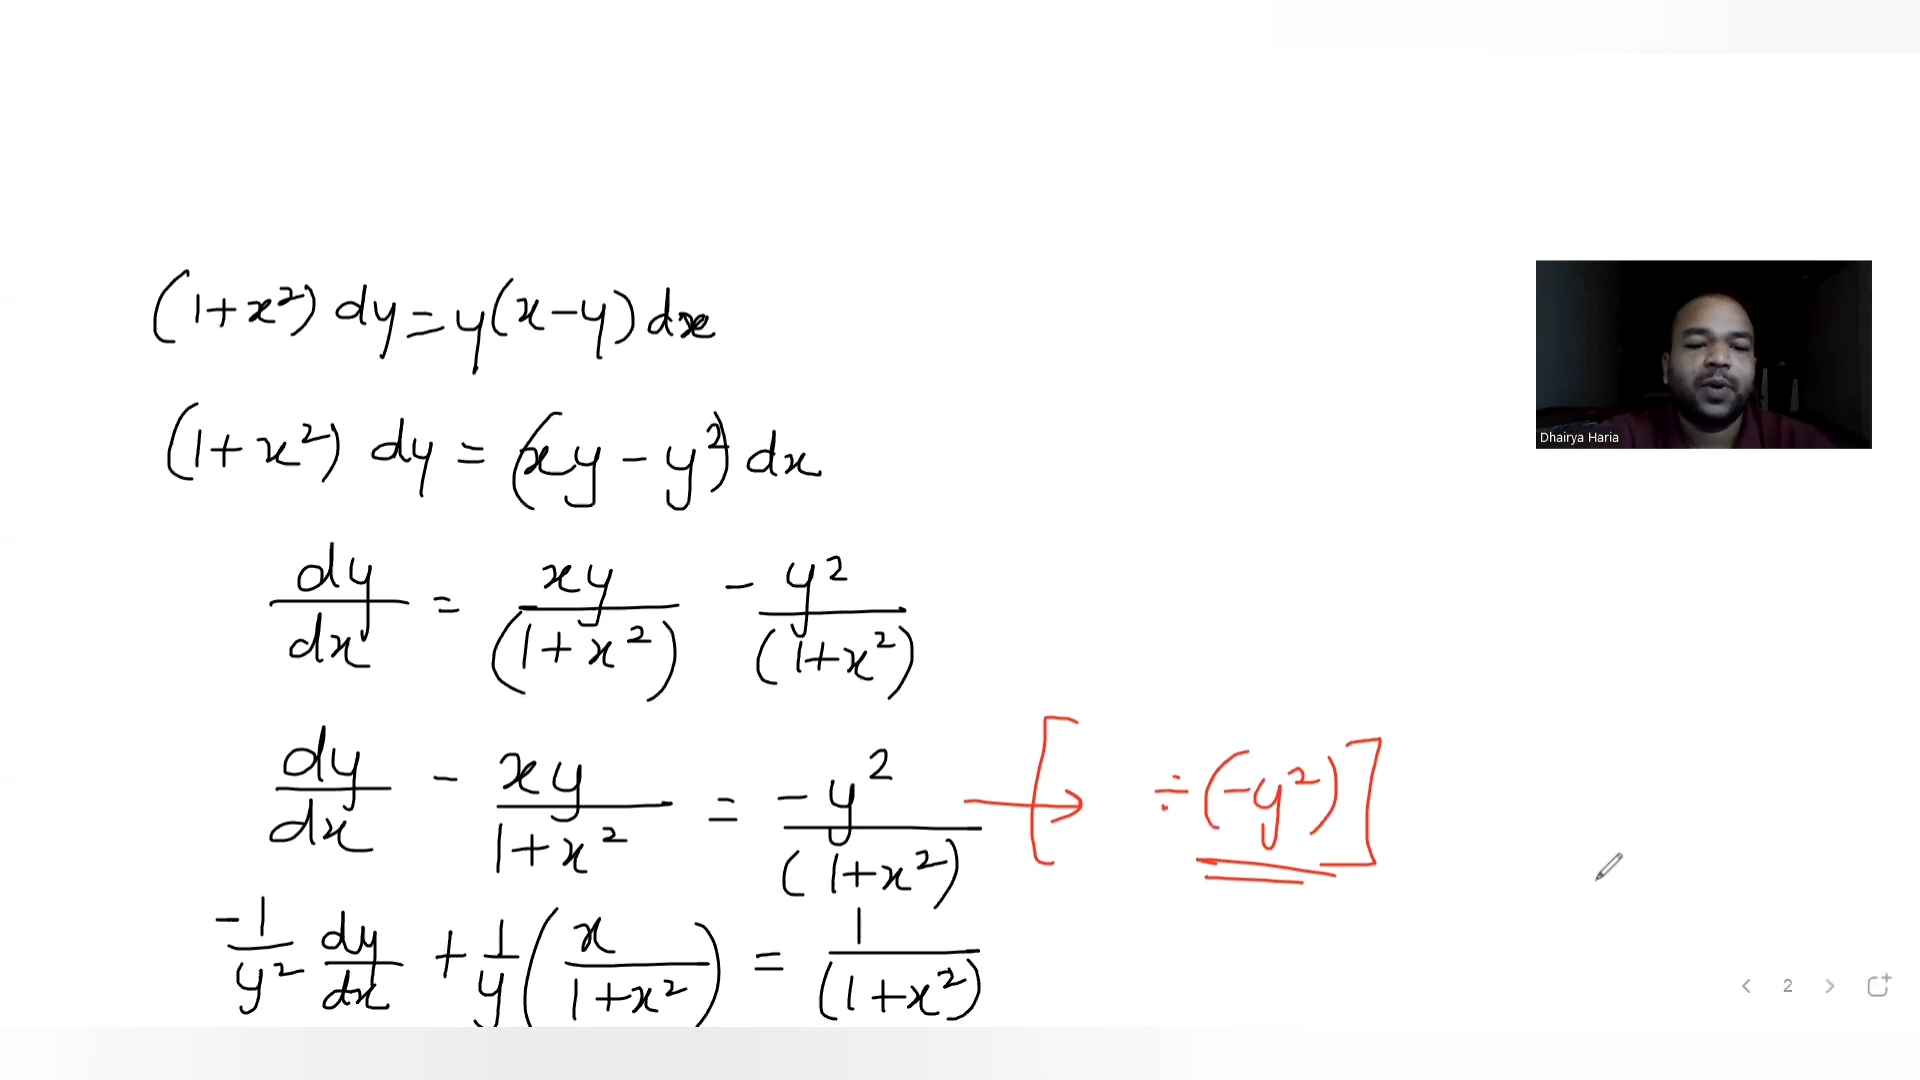 (1+x²) dy = y(x-y) dx
(1+x²) dy = (xy - y²) dx
dy/dx = xy/(1+x²) - y²/(1+x²)
dy/dx - xy/1+x² = -y²/(1+x²) → [ ÷(-y²) ]
-1/y² dy/dx + 1/y (x/1+x²) = 1/(1+x²)
Dhairya Haria
< 2 >